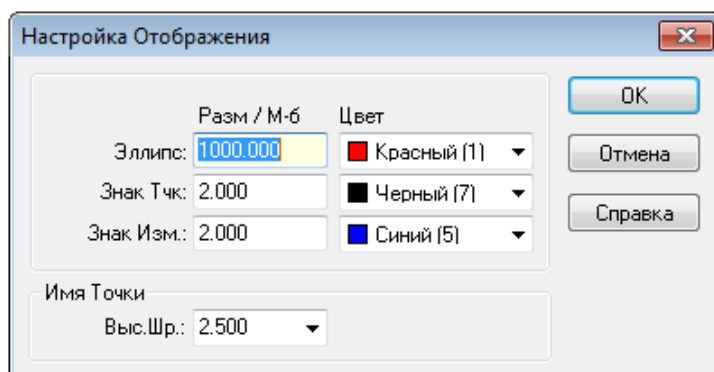 Настройка Отображения
Разм / М-б Цвет OK
Эллипс: 1000.000 Красный (1)
Знак Тчк: 2.000 Черный (7) Отмена
Знак Изм.: 2.000 Синий (5) Справка
Имя Точки
Выс.Шр.: 2.500